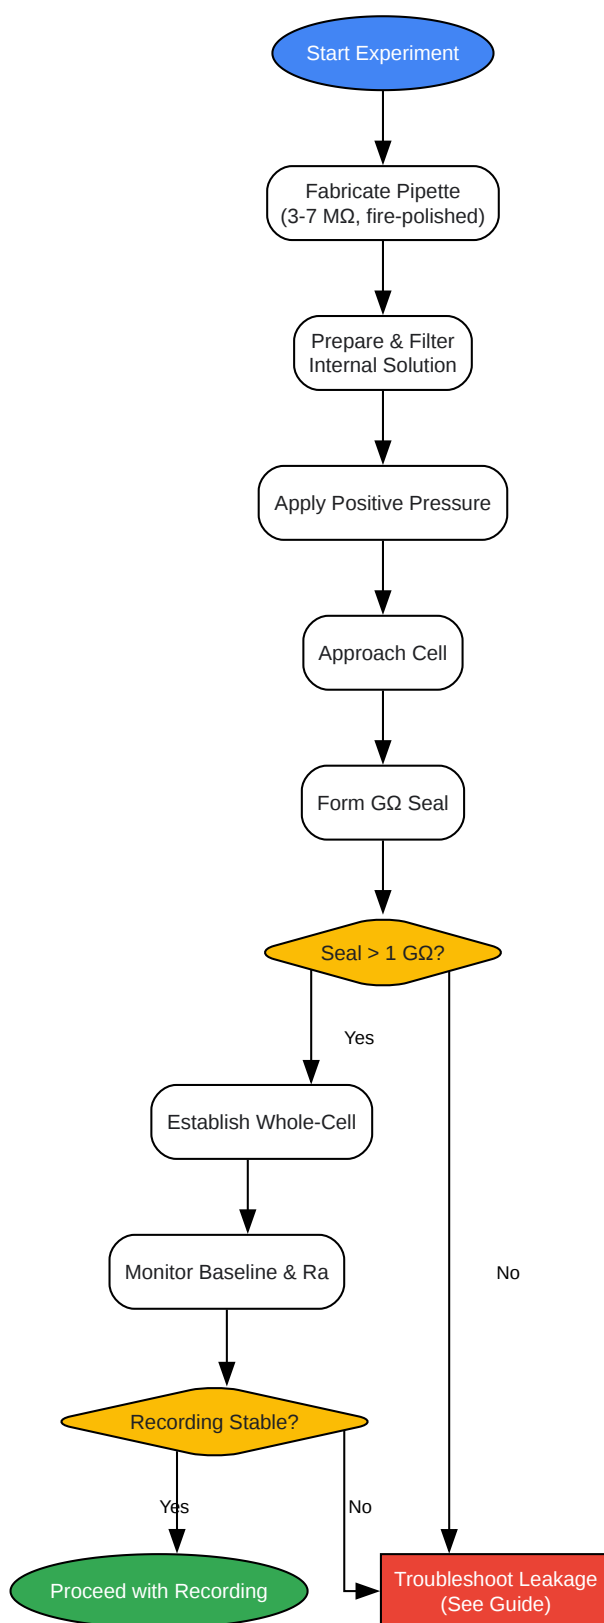 Start Experiment
Fabricate Pipette
(3-7 MΩ, fire-polished)
Prepare & Filter
Internal Solution
Apply Positive Pressure
Approach Cell
Form GΩ Seal
Seal > 1 GΩ?
Yes
Establish Whole-Cell
Monitor Baseline & Ra
No
Recording Stable?
Yes
No
Proceed with Recording
Troubleshoot Leakage
(See Guide)